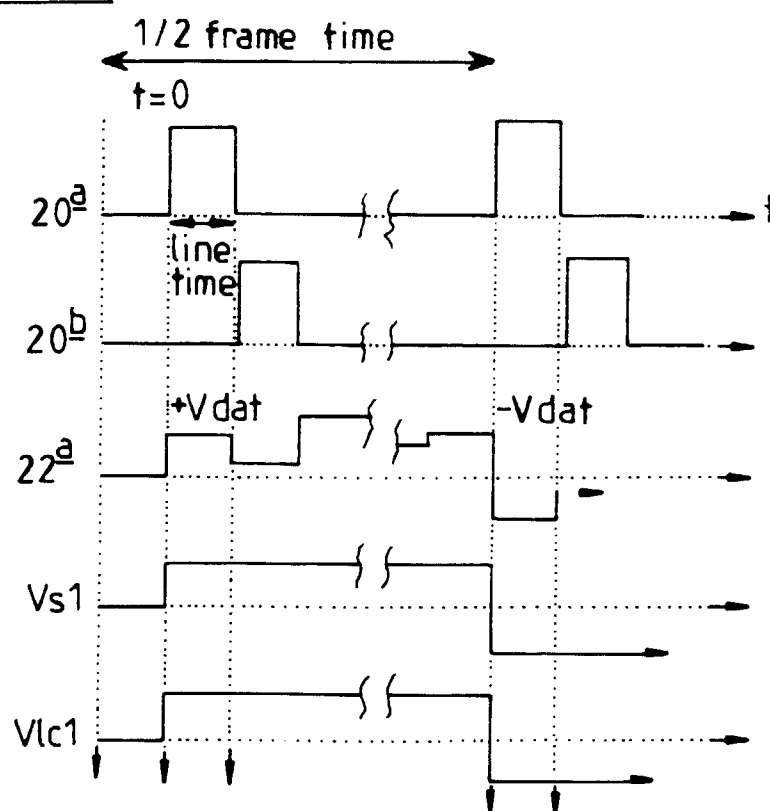 1/2 frame time
t=0
20a
t
line
time
20b
+Vdat
-Vdat
22a
Vs1
Vlc1